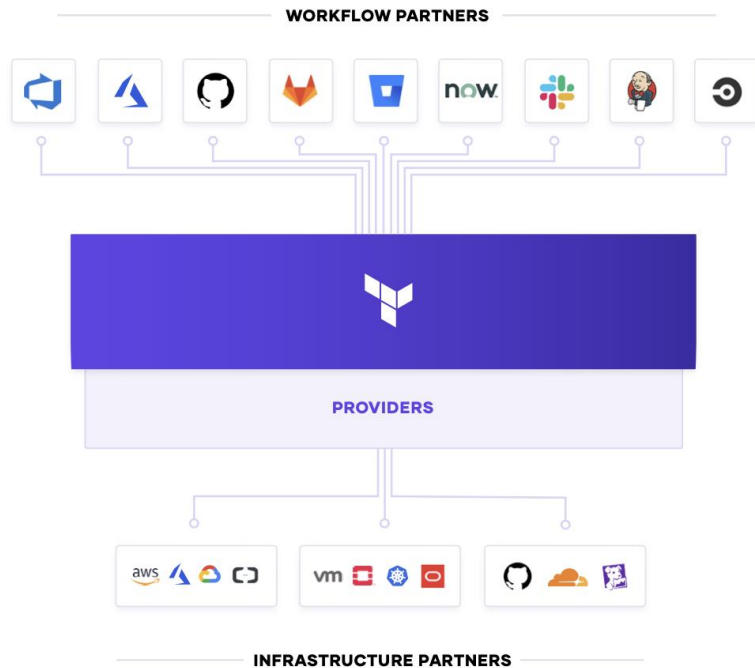 WORKFLOW PARTNERS
now.
PROVIDERS
aws
vm
INFRASTRUCTURE PARTNERS